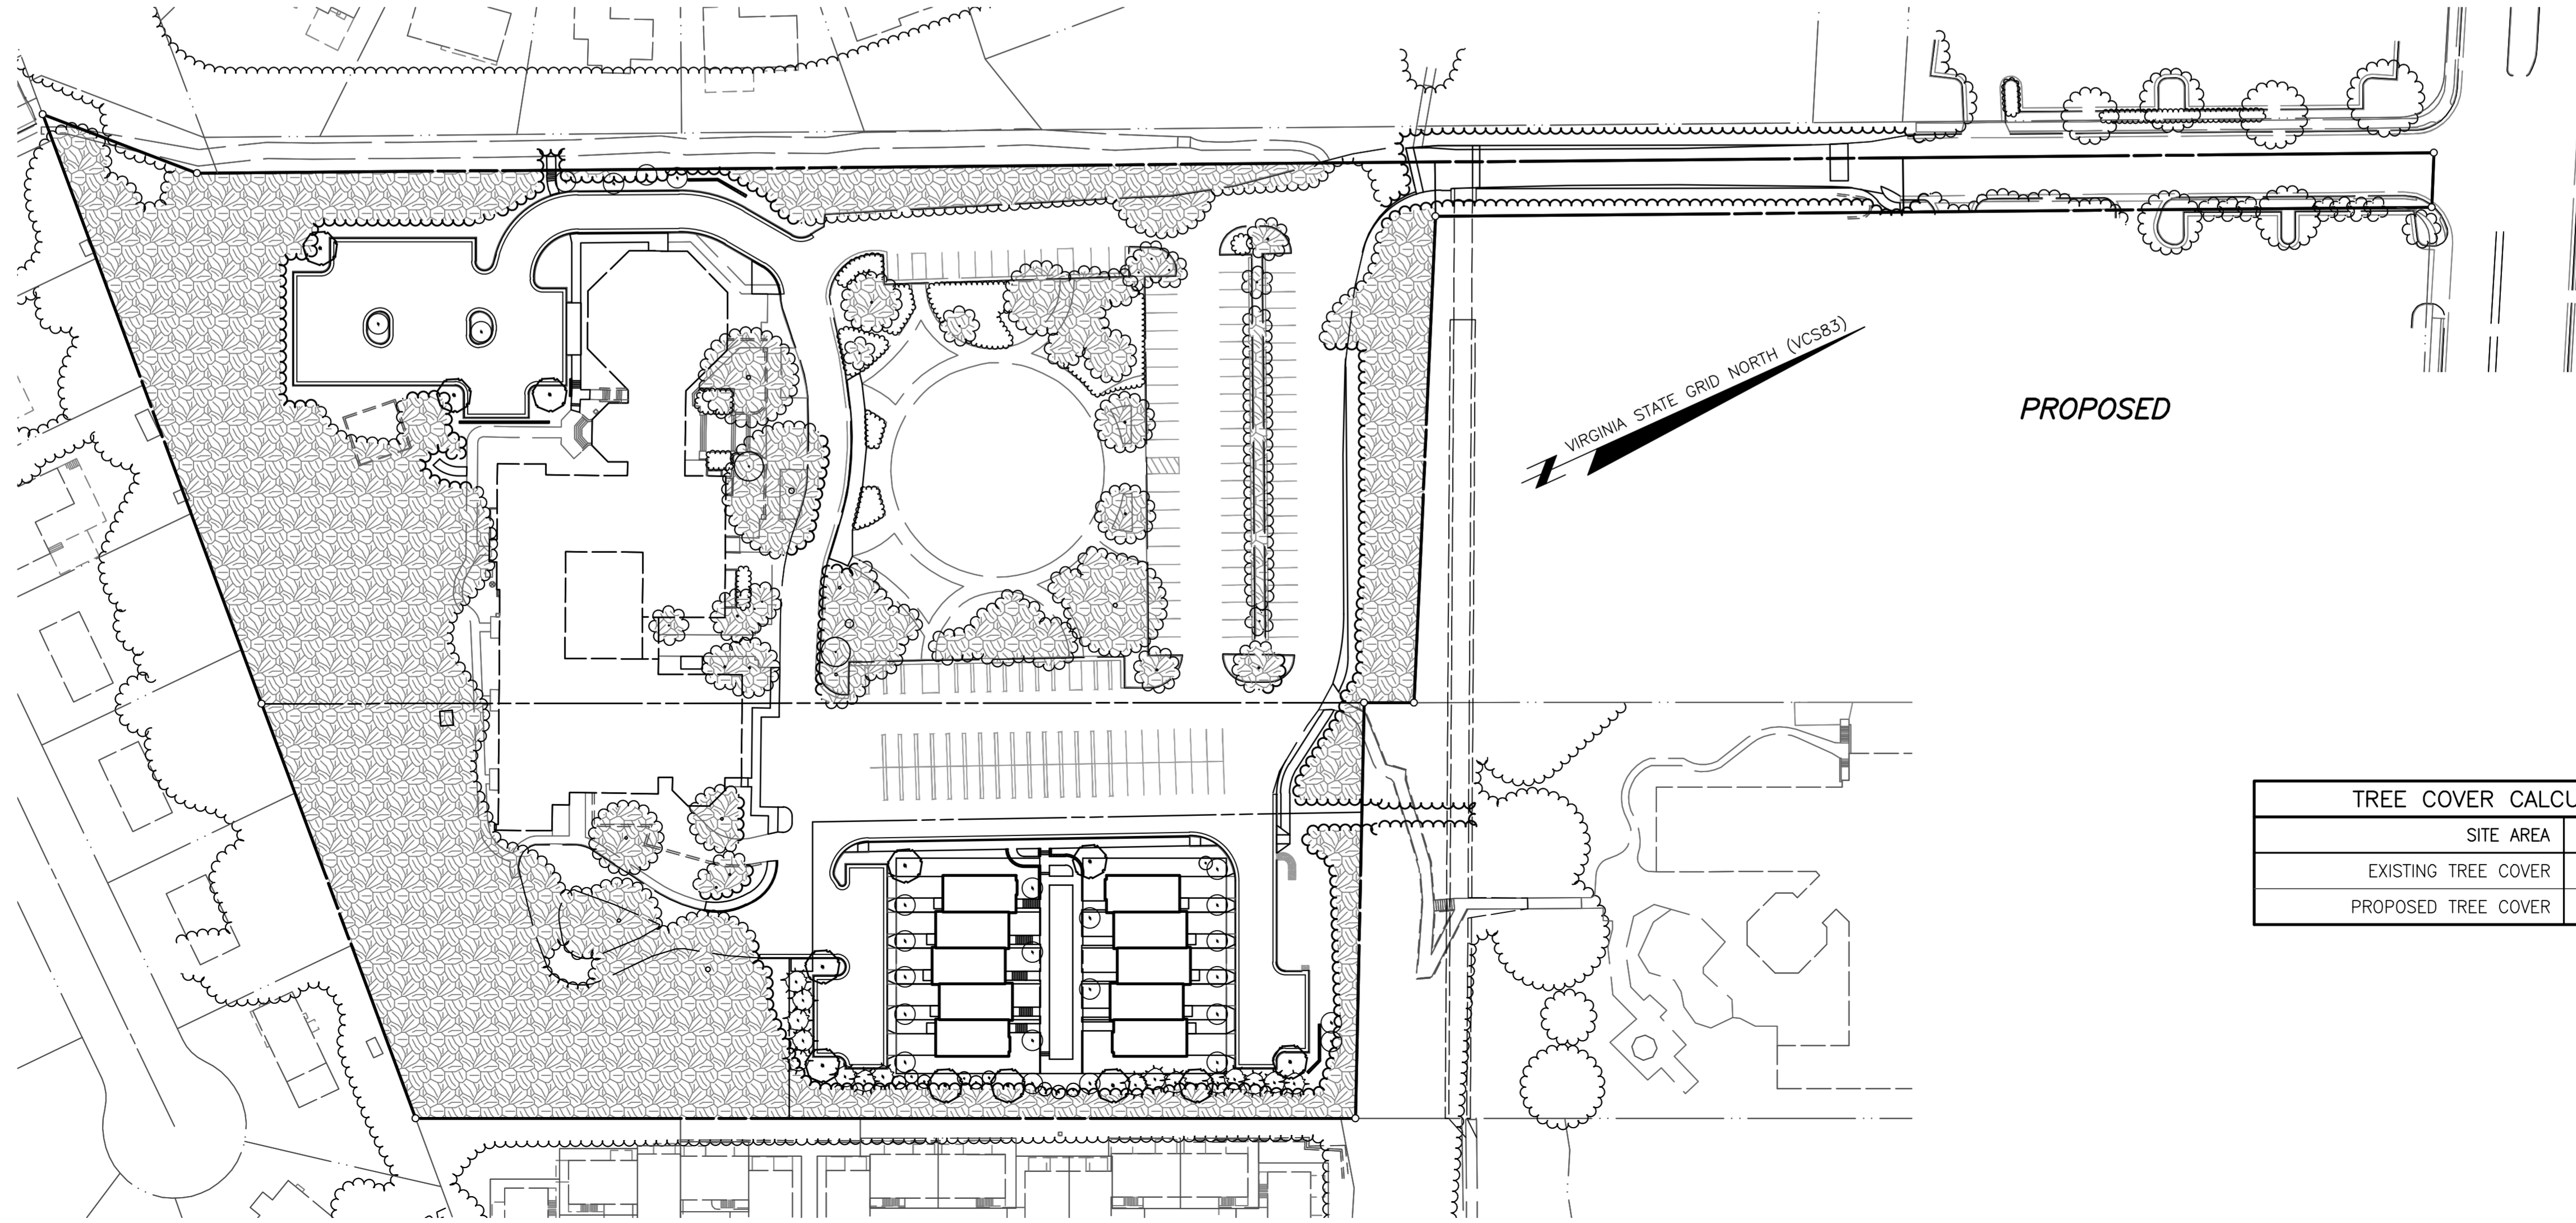 VIRGINIA STATE GRID NORTH (VCS83)
PROPOSED
TREE COVER CALCU
SITE AREA
EXISTING TREE COVER
PROPOSED TREE COVER